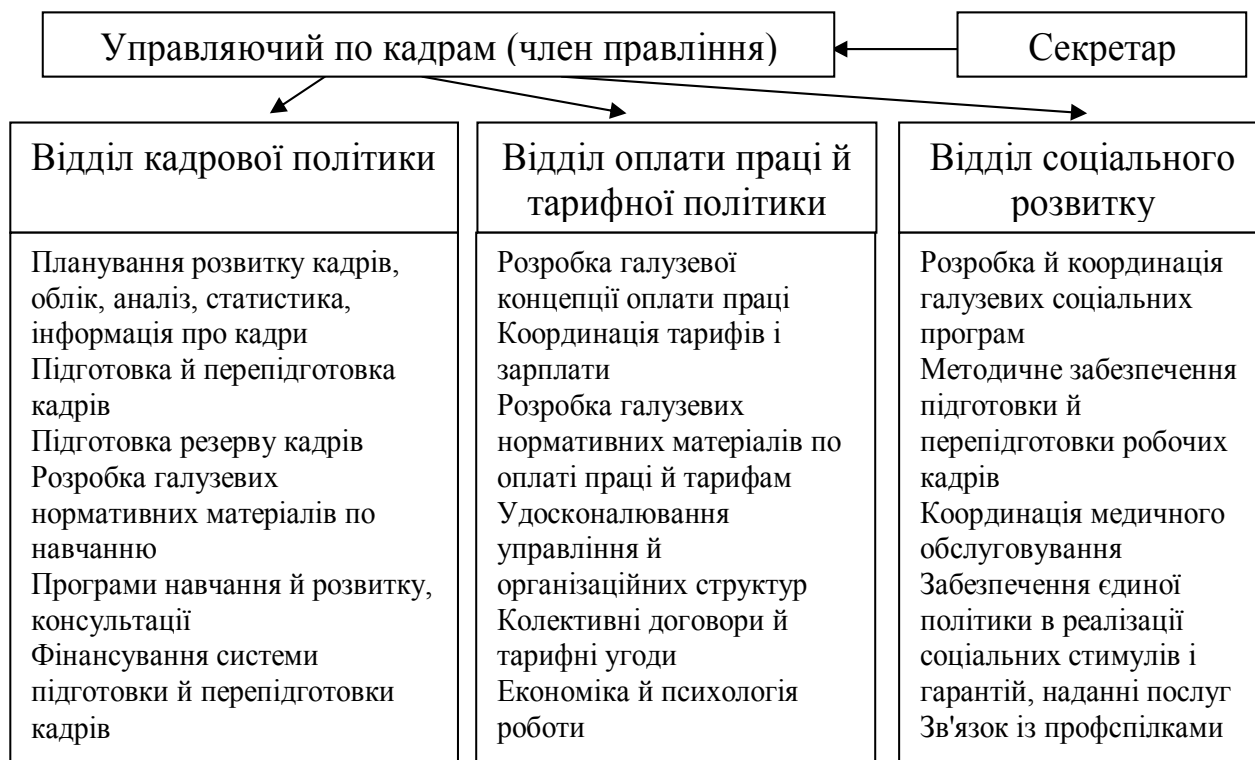 Управляючий по кадрам (член правління)
Секретар
Відділ кадрової політики
Планування розвитку кадрів,
облік, аналіз, статистика,
інформація про кадри
Підготовка й перепідготовка
кадрів
Підготовка резерву кадрів
Розробка галузевих
нормативних матеріалів по
навчанню
Програми навчання й розвитку,
консультації
Фінансування системи
підготовки й перепідготовки
кадрів
Відділ оплати праці й
тарифної політики
Розробка галузевої
концепції оплати праці
Координація тарифів і
зарплати
Розробка галузевих
нормативних матеріалів по
оплаті праці й тарифам
Удосконалювання
управління й
організаційних структур
Колективні договори й
тарифні угоди
Економіка й психологія
роботи
Відділ соціального
розвитку
Розробка й координація
галузевих соціальних
програм
Методичне забезпечення
підготовки й
перепідготовки робочих
кадрів
Координація медичного
обслуговування
Забезпечення єдиної
політики в реалізації
соціальних стимулів і
гарантій, наданні послуг
Зв'язок із профспілками